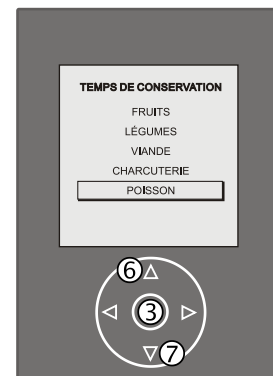 TEMPS DE CONSERVATION
FRUITS
LÉGUMES
VIANDE
CHARCUTERIE
POISSON
6
3
7